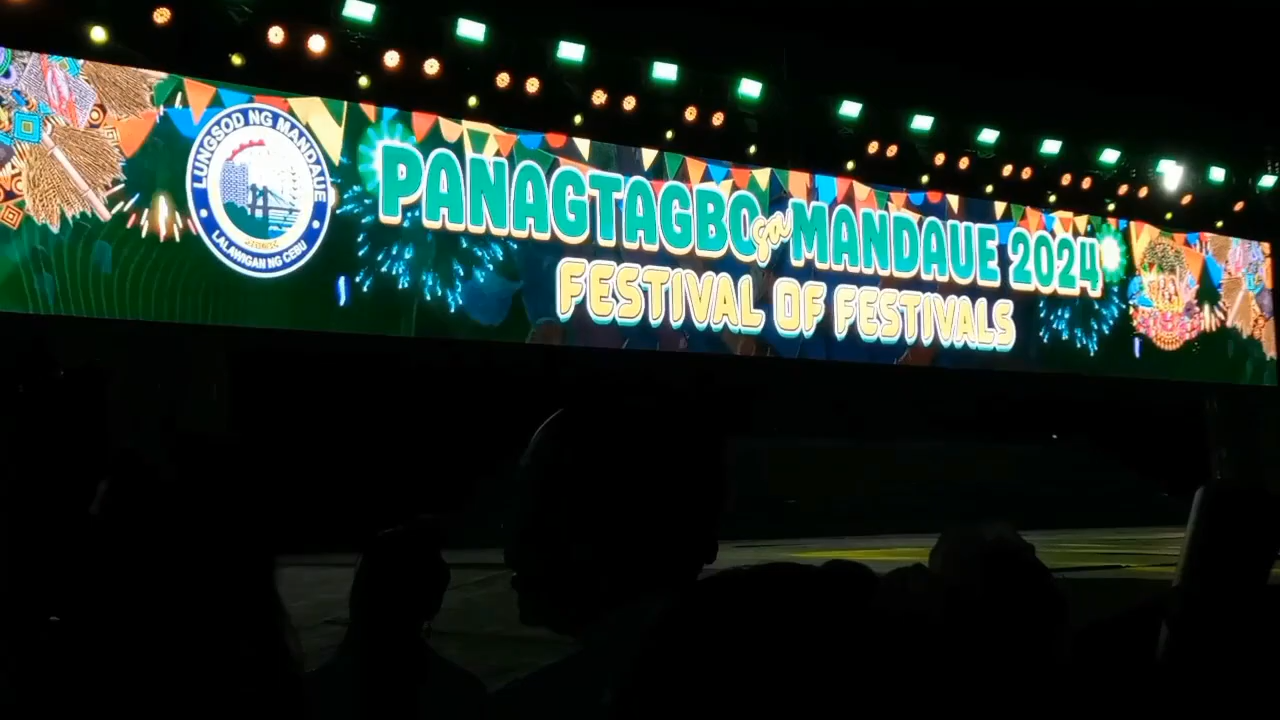 LUNGSOD NG MANDAUE
LALAWIGAN NG CEBU
PANAGTAGBO sa MANDAUE 2024
FESTIVAL OF FESTIVALS